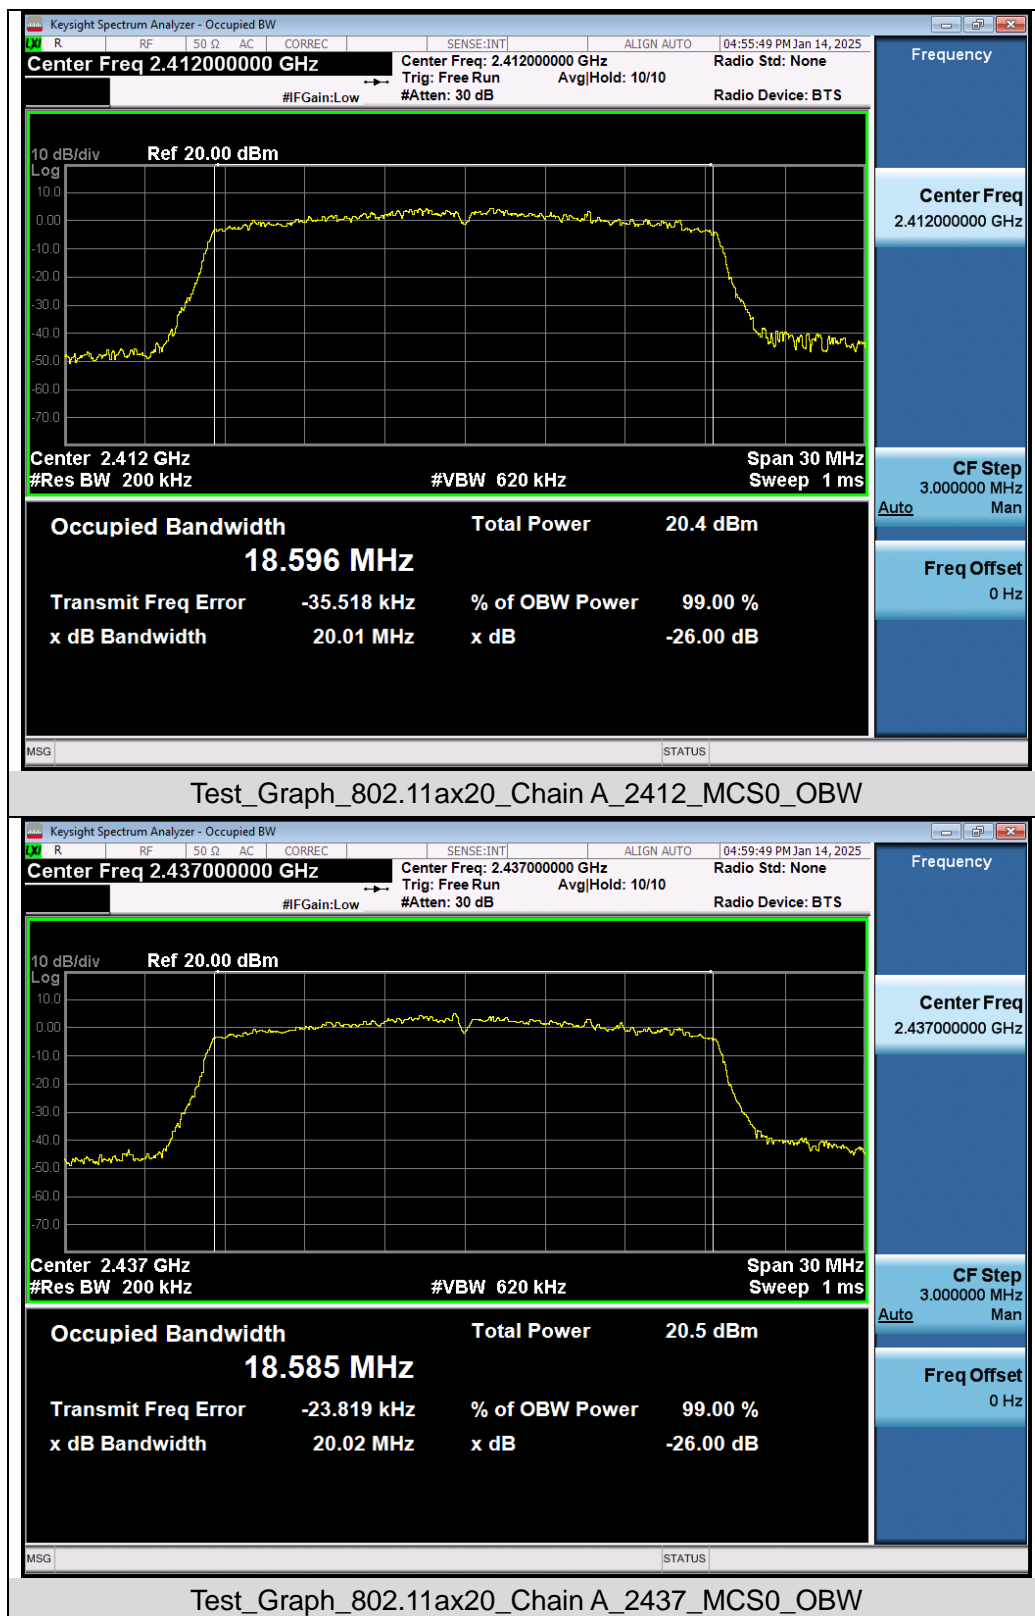 Keysight Spectrum Analyzer - Occupied BW
LXI R RF 50 Ω AC CORREC SENSE:INT ALIGN AUTO 04:55:49 PM Jan 14, 2025
Center Freq 2.412000000 GHz
Center Freq: 2.412000000 GHz Radio Std: None
Trig: Free Run Avg|Hold: 10/10
#IFGain:Low #Atten: 30 dB Radio Device: BTS
Frequency
10 dB/div Ref 20.00 dBm
Log
10.0
0.00
-10.0
-20.0
-30.0
-40.0
-50.0
-60.0
-70.0
Center 2.412 GHz Span 30 MHz
#Res BW 200 kHz #VBW 620 kHz Sweep 1 ms
Center Freq
2.412000000 GHz
CF Step
3.000000 MHz
Auto Man
Freq Offset
0 Hz
Occupied Bandwidth Total Power 20.4 dBm
18.596 MHz
Transmit Freq Error -35.518 kHz % of OBW Power 99.00 %
x dB Bandwidth 20.01 MHz x dB -26.00 dB
MSG STATUS
Test_Graph_802.11ax20_Chain A_2412_MCS0_OBW
Keysight Spectrum Analyzer - Occupied BW
LXI R RF 50 Ω AC CORREC SENSE:INT ALIGN AUTO 04:59:49 PM Jan 14, 2025
Center Freq 2.437000000 GHz
Center Freq: 2.437000000 GHz Radio Std: None
Trig: Free Run Avg|Hold: 10/10
#IFGain:Low #Atten: 30 dB Radio Device: BTS
Frequency
10 dB/div Ref 20.00 dBm
Log
10.0
0.00
-10.0
-20.0
-30.0
-40.0
-50.0
-60.0
-70.0
Center 2.437 GHz Span 30 MHz
#Res BW 200 kHz #VBW 620 kHz Sweep 1 ms
Center Freq
2.437000000 GHz
CF Step
3.000000 MHz
Auto Man
Freq Offset
0 Hz
Occupied Bandwidth Total Power 20.5 dBm
18.585 MHz
Transmit Freq Error -23.819 kHz % of OBW Power 99.00 %
x dB Bandwidth 20.02 MHz x dB -26.00 dB
MSG STATUS
Test_Graph_802.11ax20_Chain A_2437_MCS0_OBW